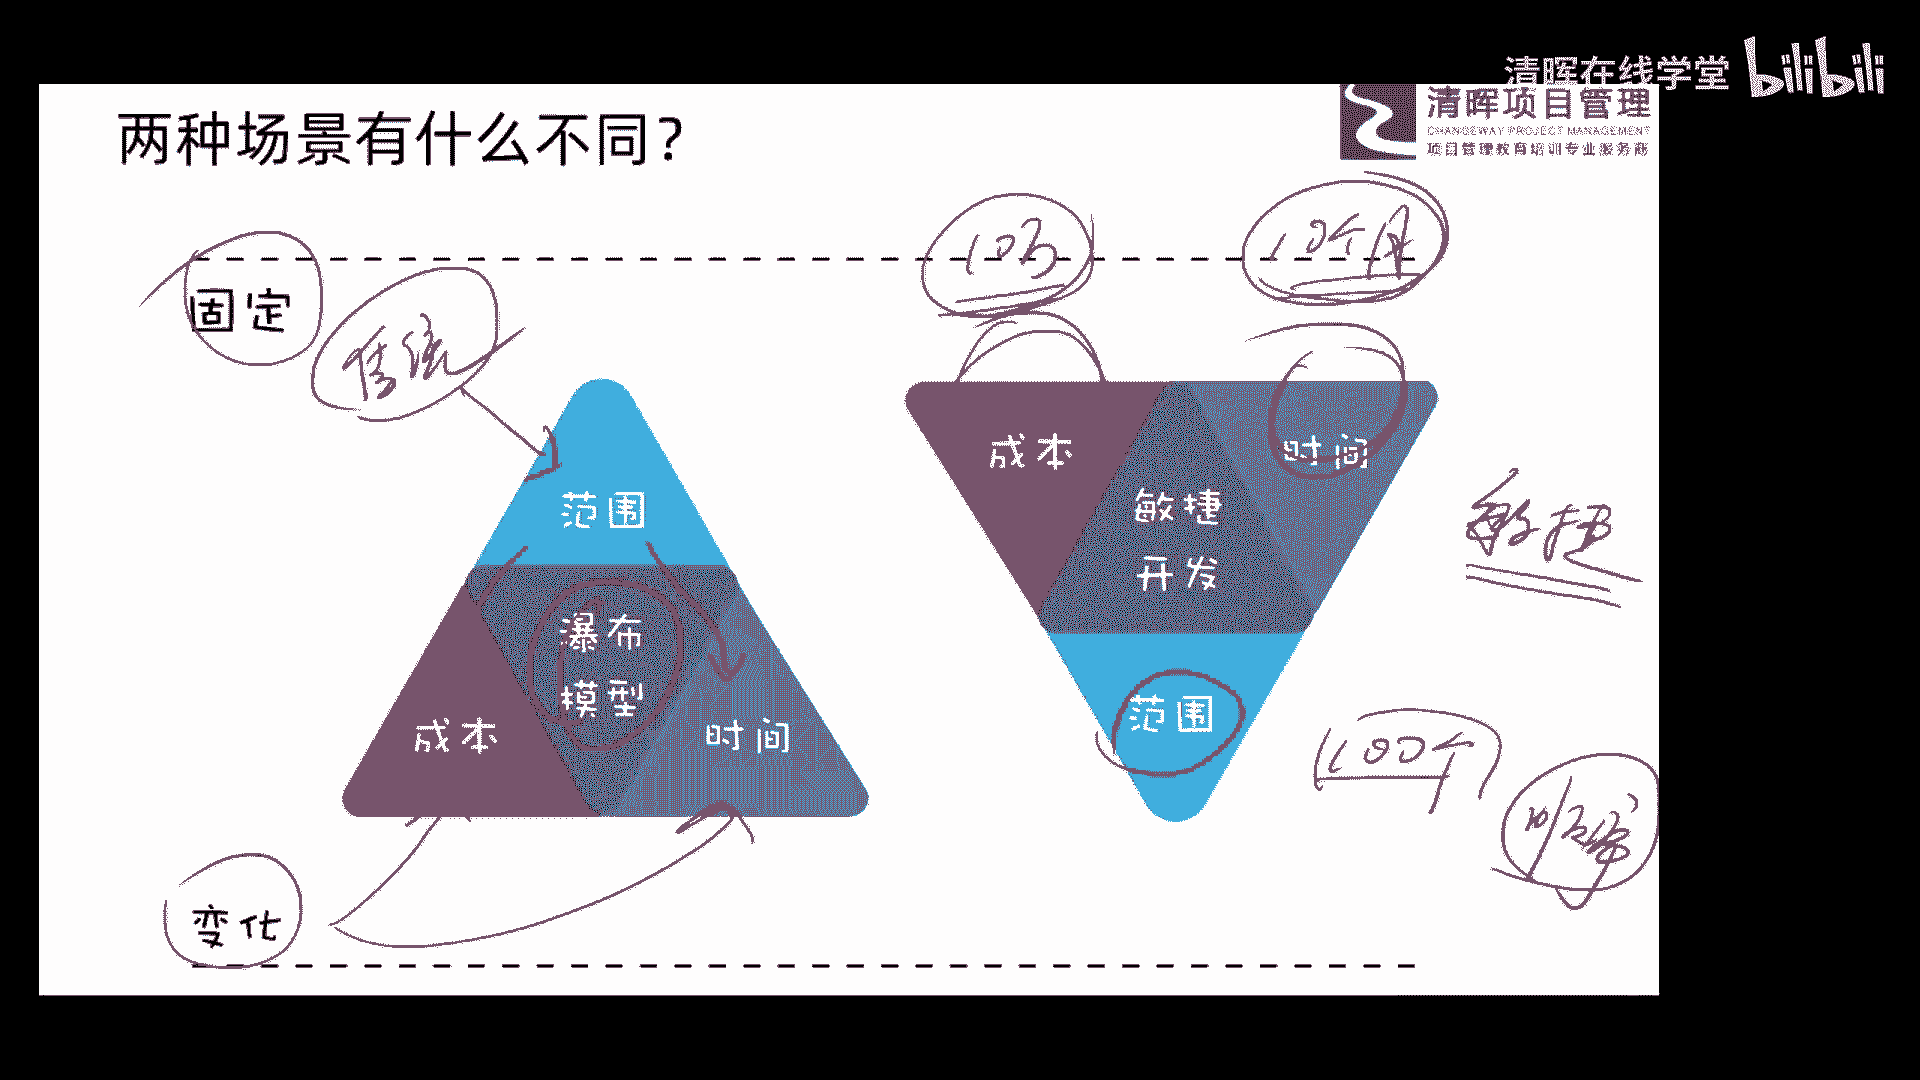 清晖在线学堂 bilibili
清晖项目管理
CHANGEWAY PROJECT MANAGEMENT
项目管理教育培训专业服务商
两种场景有什么不同?
10万
10个月
固定
传统
范围
瀑布
模型
成本
时间
成本
时间
敏捷
开发
范围
敏捷
100个
变化